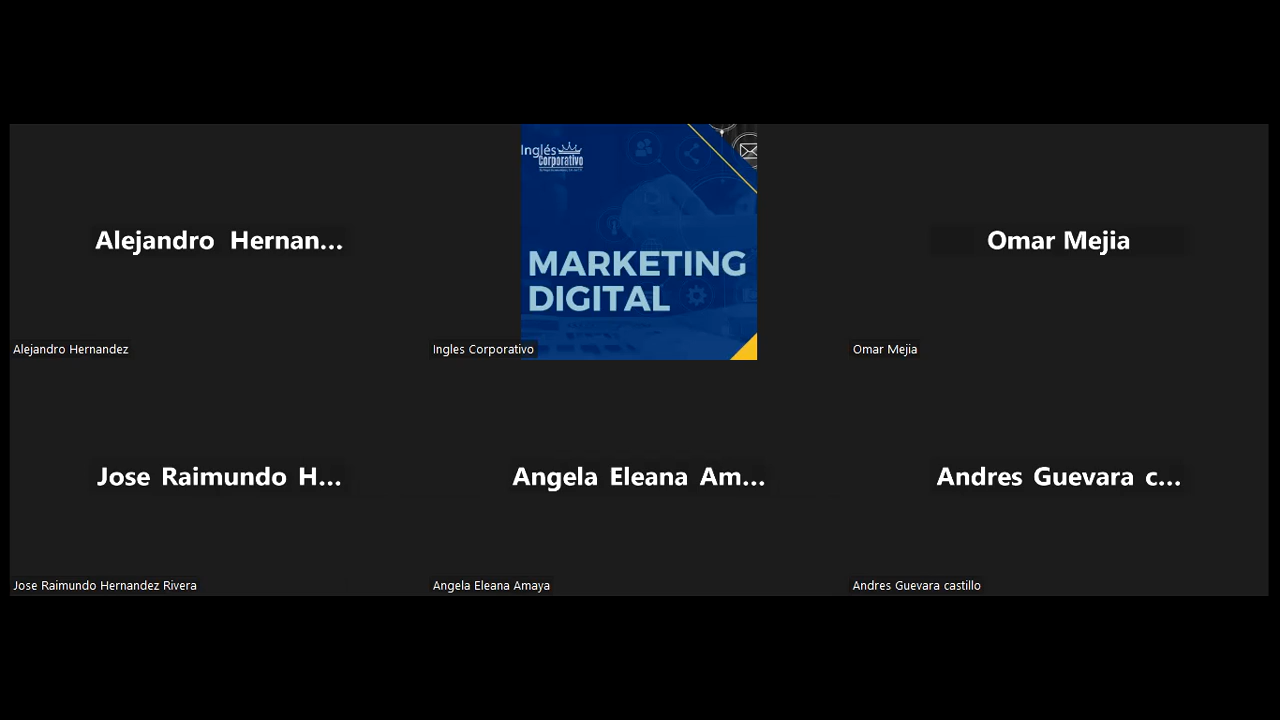 Alejandro Hernan...
Alejandro Hernandez
Inglés
corporativo
MARKETING
DIGITAL
Ingles Corporativo
Omar Mejia
Omar Mejia
Jose Raimundo H...
Jose Raimundo Hernandez Rivera
Angela Eleana Am...
Angela Eleana Amaya
Andres Guevara c...
Andres Guevara castillo